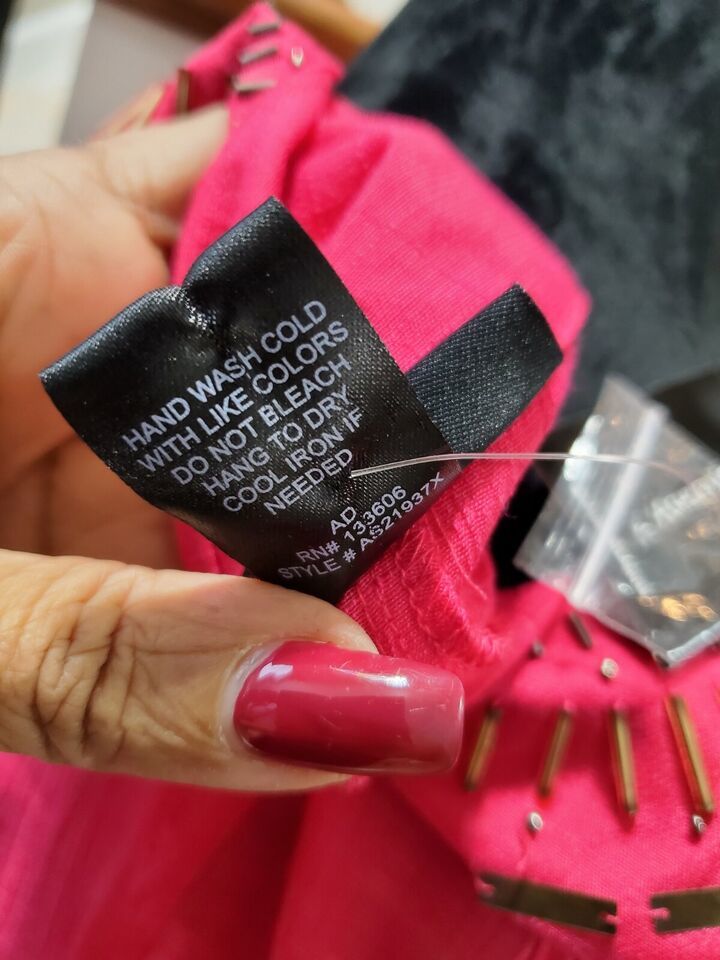 HAND WASH COLD
WITH LIKE COLORS
DO NOT BLEACH
HANG TO DRY
COOL IRON IF
NEEDED
AD
RN# 133606
STYLE # AS21937X